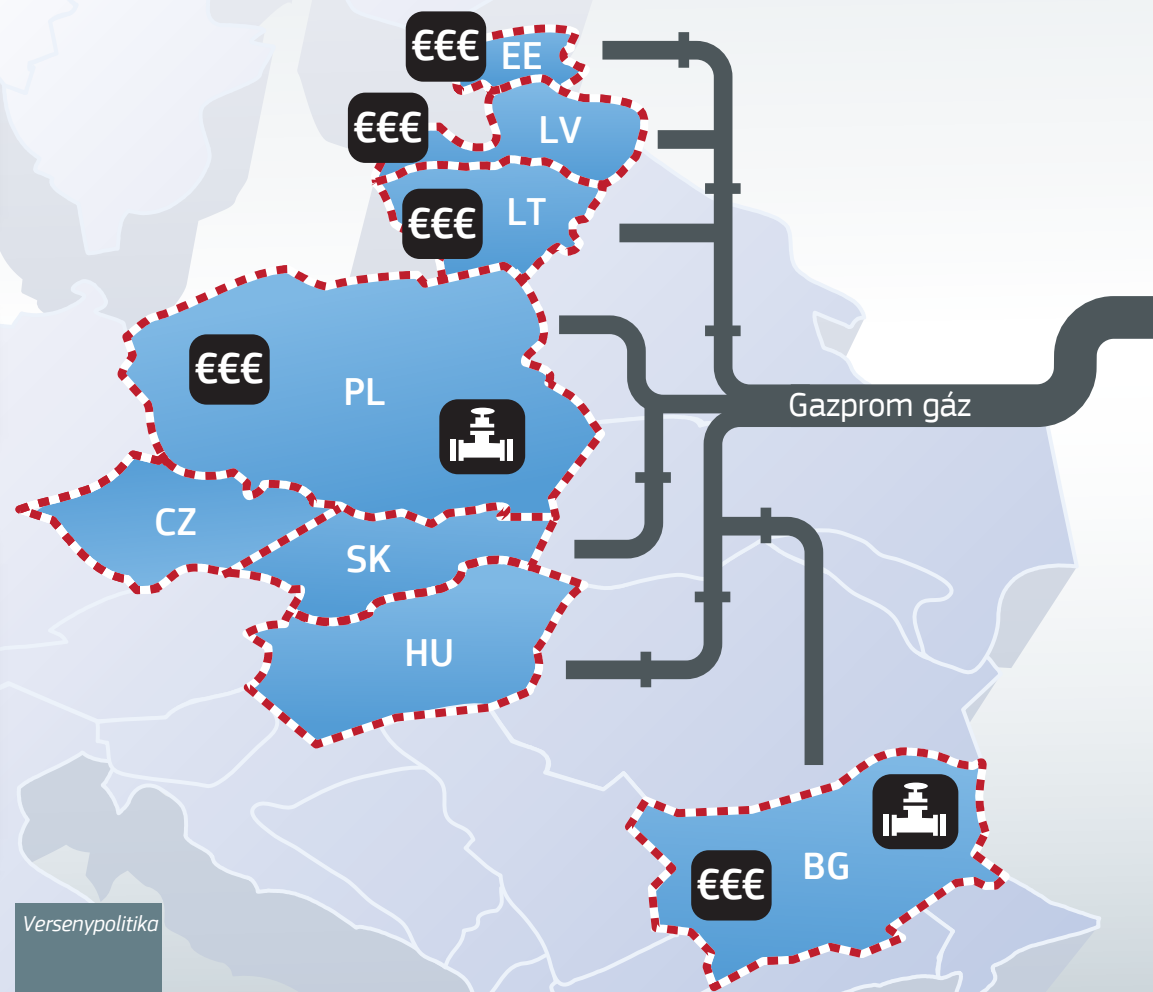 €€€
EE
€€€
LV
€€€
LT
€€€
PL
Gazprom gáz
CZ
SK
HU
€€€
BG
Versenypolitika